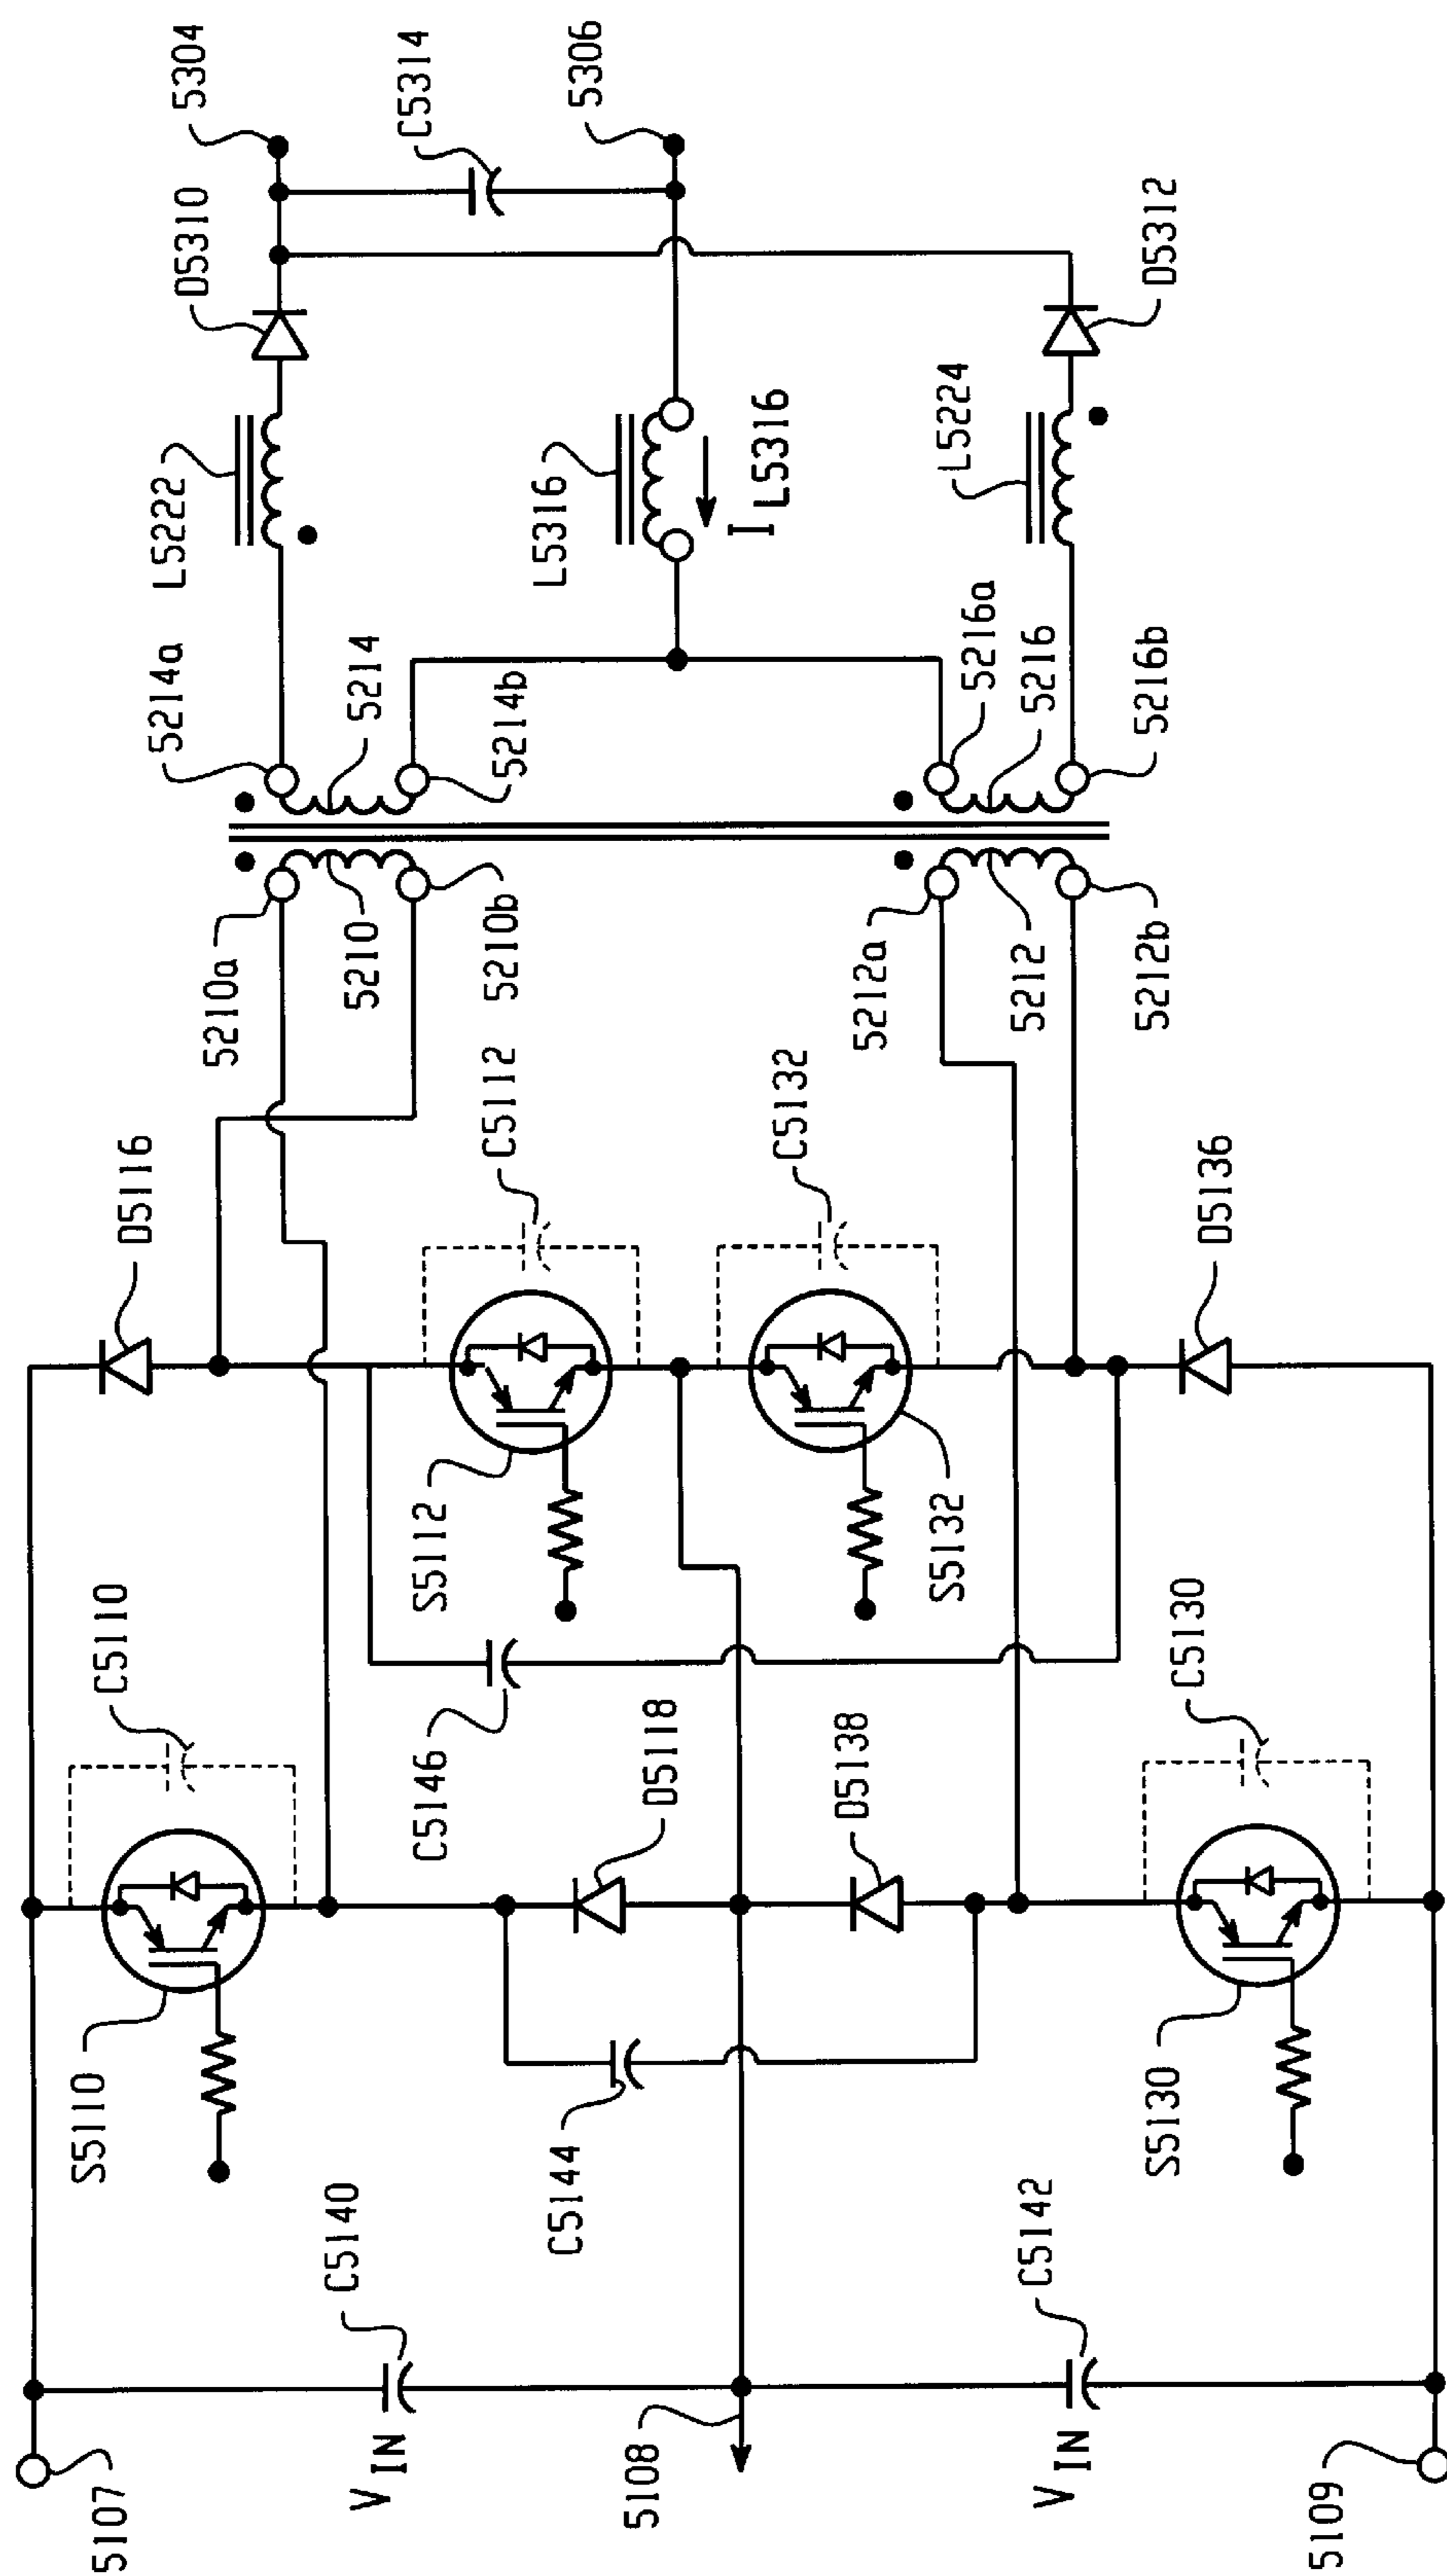 5107
V IN
C5140
S5110
C5110
D5116
5210a
5210
5210b
5214a
5214
5214b
L5222
D5310
5304
C5314
5306
L5316
I L5316
C5144
D5118
C5146
S5112
C5112
5108
D5138
S5132
C5132
5212a
5212
5212b
5216a
5216
5216b
L5224
D5312
V IN
C5142
S5130
C5130
D5136
5109